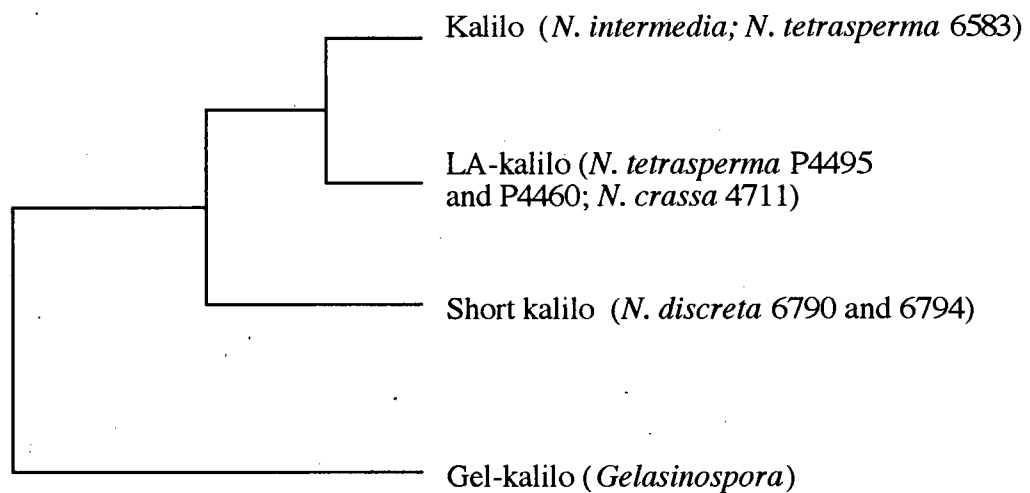 Kalilo (N. intermedia; N. tetrasperma 6583)
LA-kalilo (N. tetrasperma P4495
and P4460; N. crassa 4711)
Short kalilo (N. discreta 6790 and 6794)
Gel-kalilo (Gelasinospora)